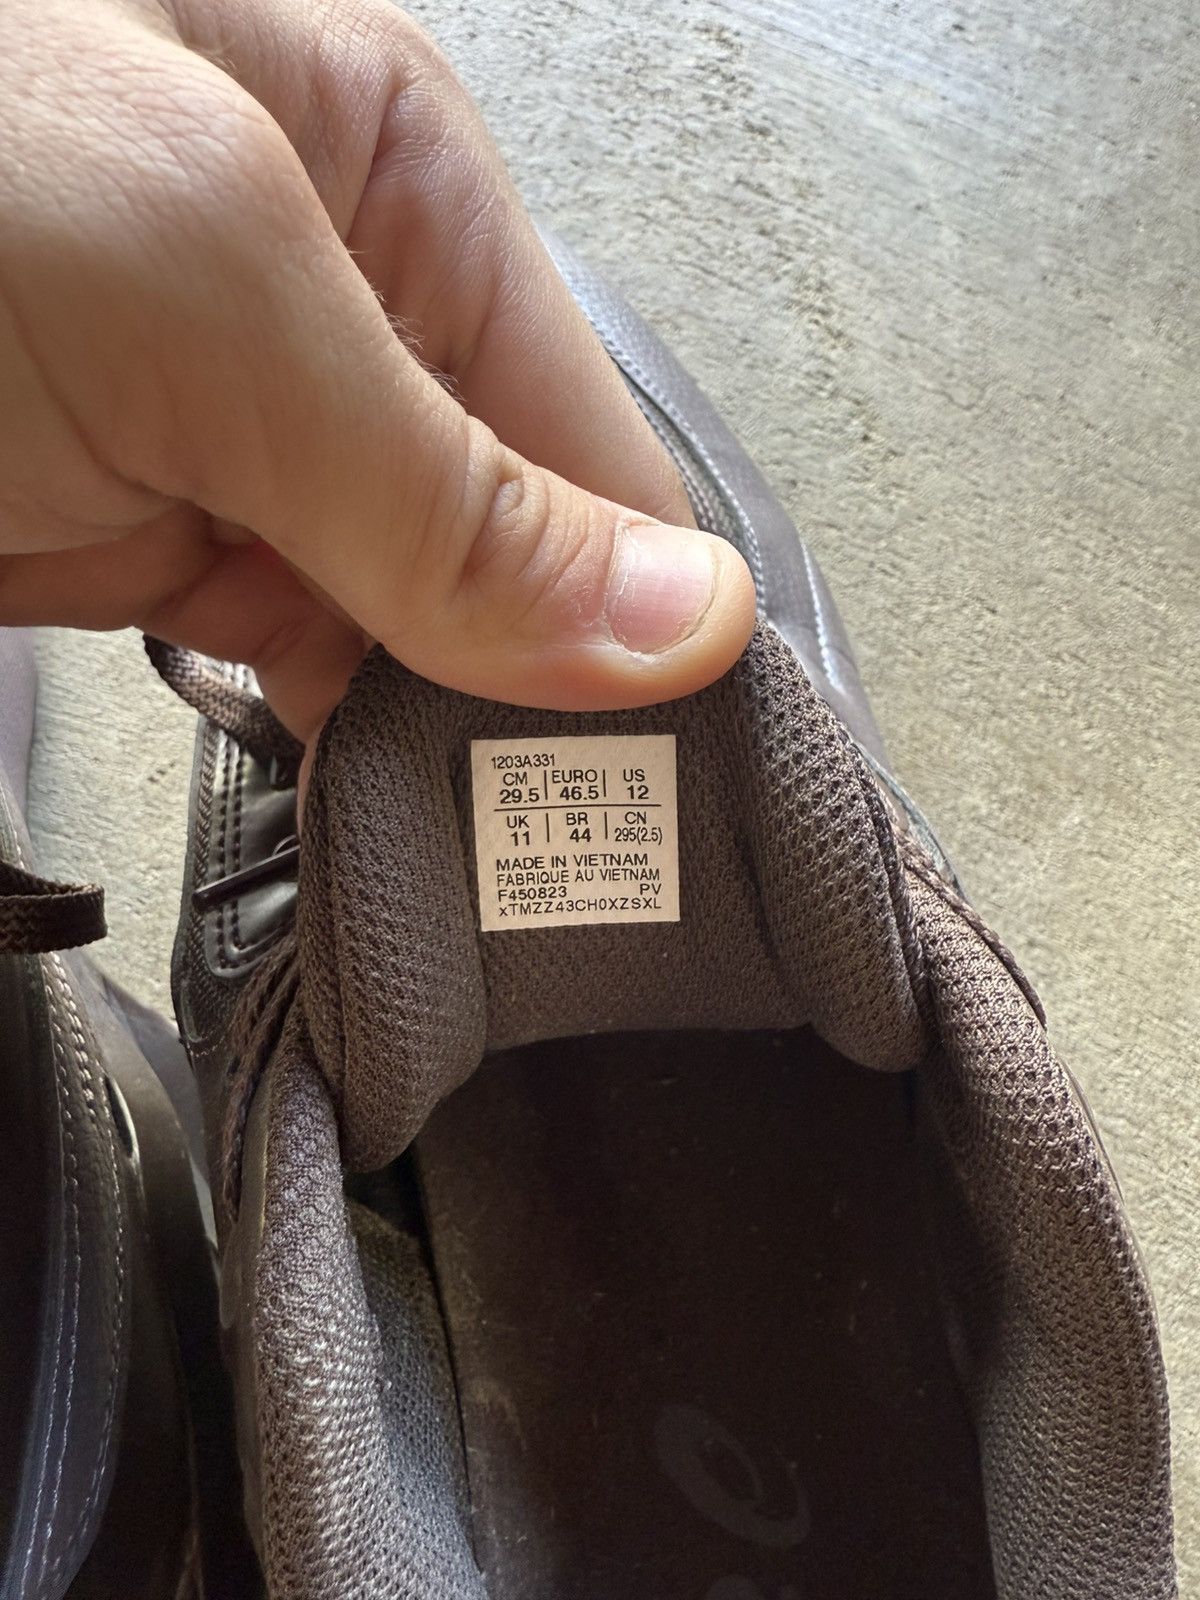 1203A331
CM | EURO | US
29.5 | 46.5 | 12
UK | BR | CN
11 | 44 | 295(2.5)
MADE IN VIETNAM
FABRIQUE AU VIETNAM
F450823 PV
xTMZZ43CH0XZSXL